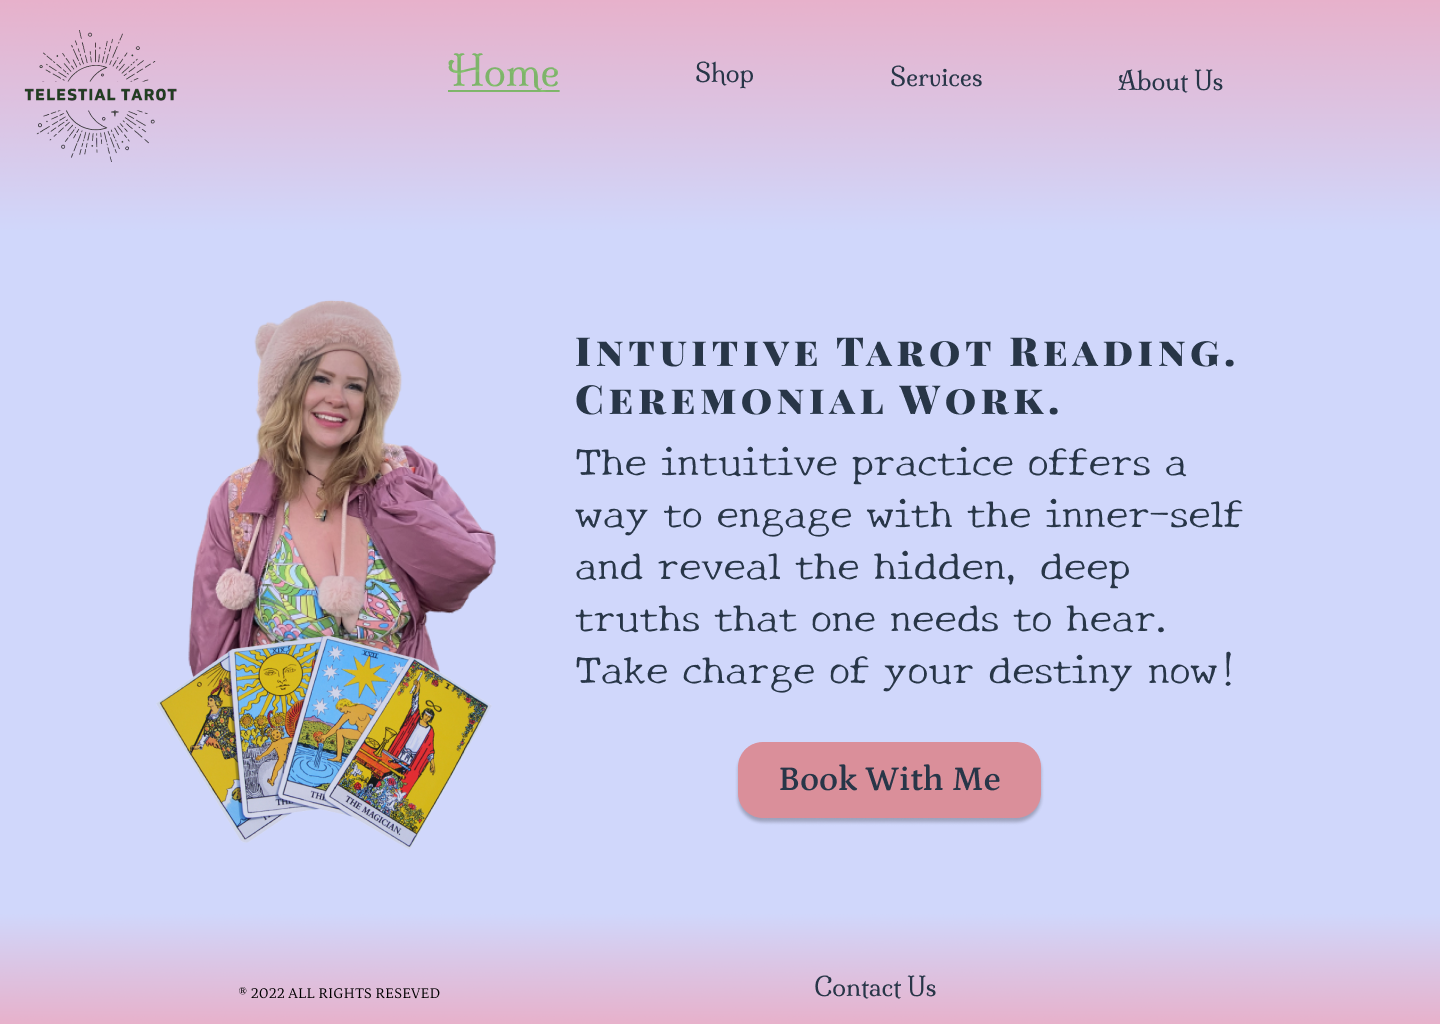 TELESTIAL TAROT
Home
Shop
Services
About Us
Intuitive Tarot Reading.
Ceremonial Work.
The intuitive practice offers a
way to engage with the inner-self
and reveal the hidden, deep
truths that one needs to hear.
Take charge of your destiny now!
XIX
XVII
I
THE MAGICIAN.
Book With Me
® 2022 ALL RIGHTS RESEVED
Contact Us